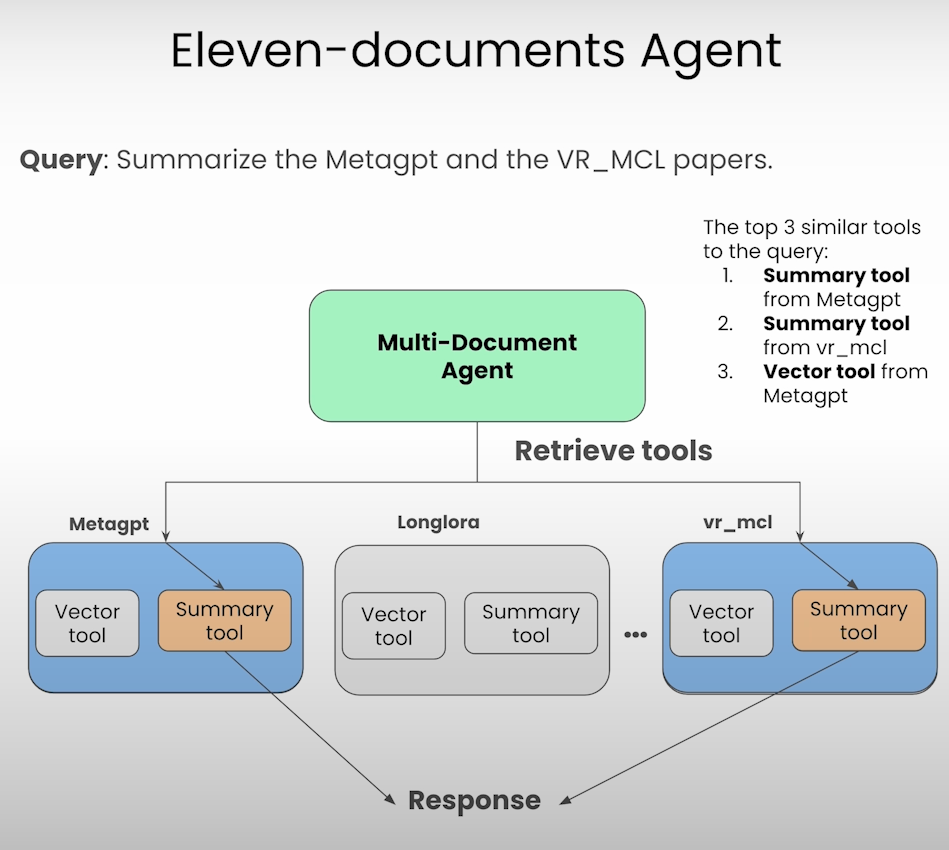 Eleven-documents Agent
Query: Summarize the Metagpt and the VR_MCL papers.
The top 3 similar tools
to the query:
1. Summary tool
from Metagpt
2. Summary tool
from vr_mcl
3. Vector tool from
Metagpt
Multi-Document
Agent
Retrieve tools
Metagpt
Longlora
vr_mcl
Vector
tool
Summary
tool
Vector
tool
Summary
tool
...
Vector
tool
Summary
tool
Response